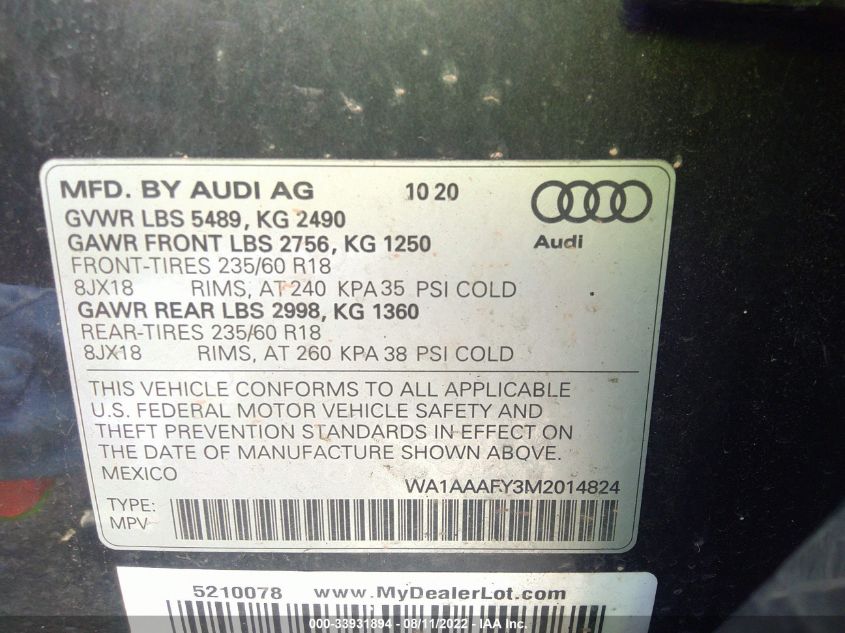 MFD. BY AUDI AG 10 20
GVWR LBS 5489, KG 2490
GAWR FRONT LBS 2756, KG 1250
Audi
FRONT-TIRES 235/60 R18
8JX18 RIMS, AT 240 KPA 35 PSI COLD
GAWR REAR LBS 2998, KG 1360
REAR-TIRES 235/60 R18
8JX18 RIMS, AT 260 KPA 38 PSI COLD
THIS VEHICLE CONFORMS TO ALL APPLICABLE
U.S. FEDERAL MOTOR VEHICLE SAFETY AND
THEFT PREVENTION STANDARDS IN EFFECT ON
THE DATE OF MANUFACTURE SHOWN ABOVE.
MEXICO
WA1AAAFY3M2014824
TYPE:
MPV
5210078 www.MyDealerLot.com
000-33931894 - 08/11/2022 - IAA Inc.